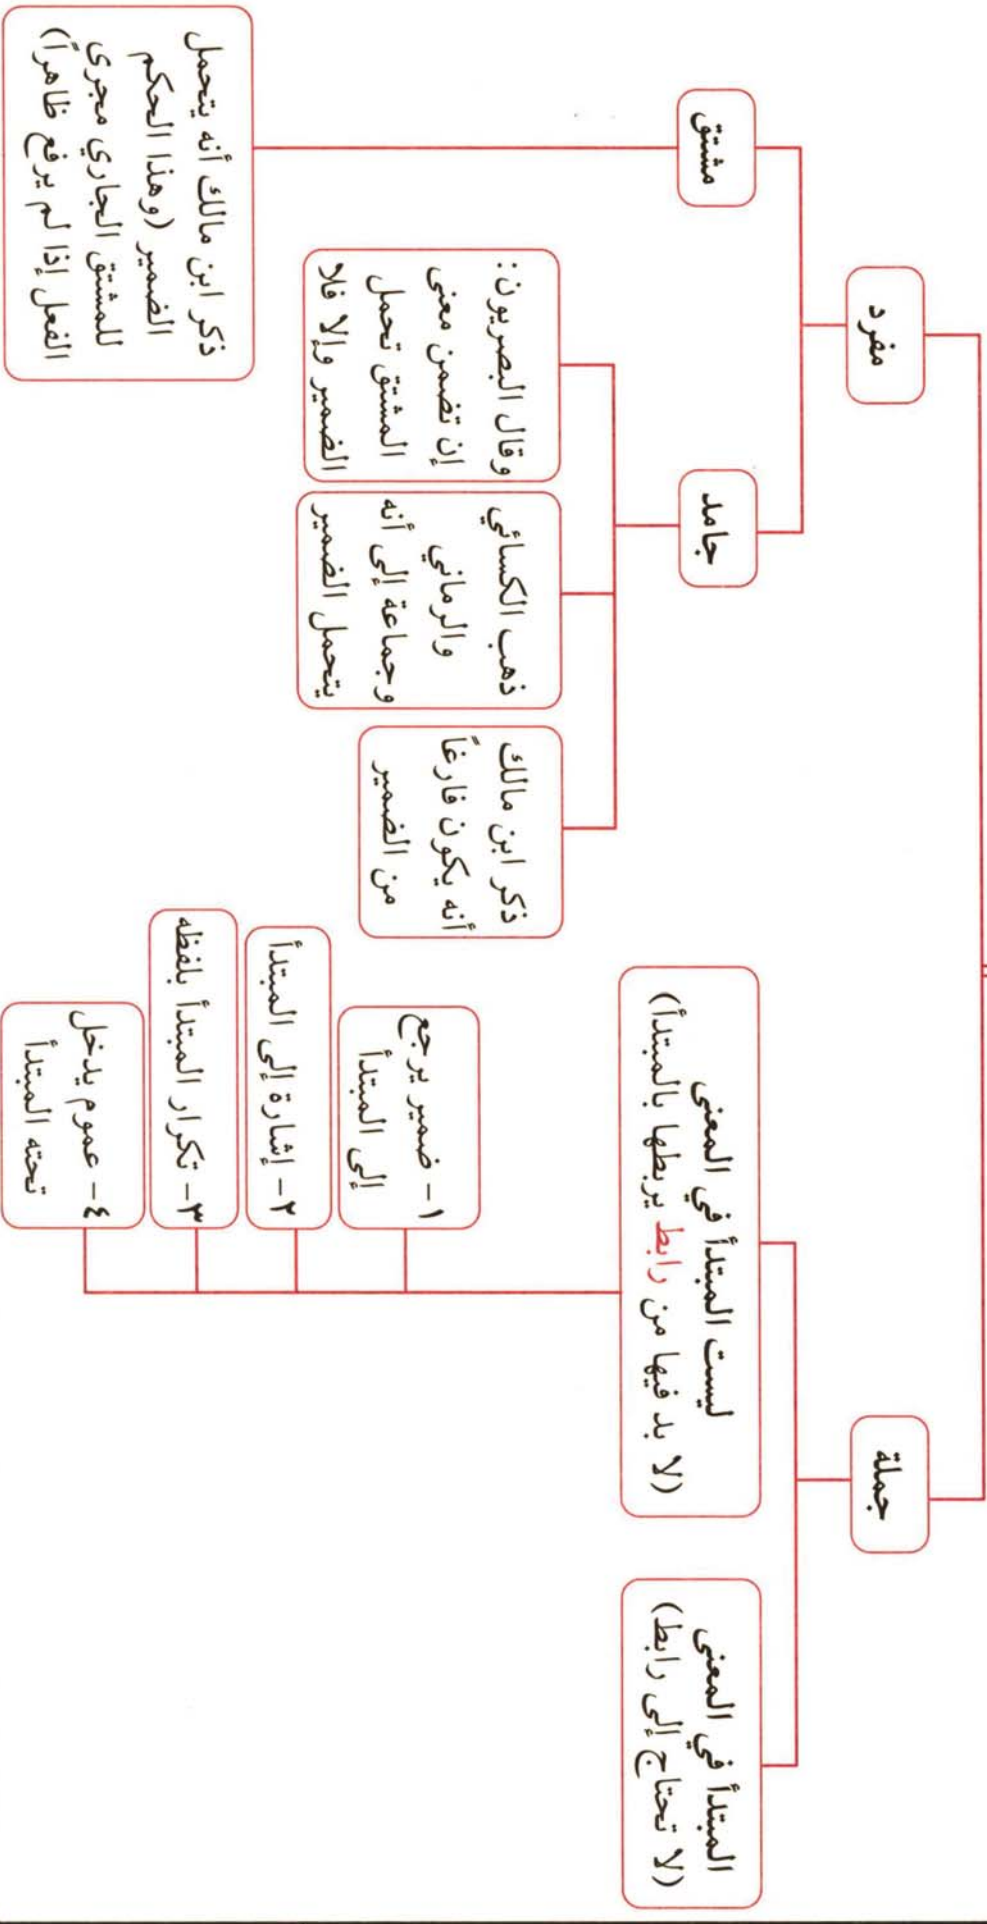 جملة
المبتدأ في المعنى
(لا تحتاج إلى رابط)
ليست المبتدأ في المعنى
(لا بد فيها من رابط يربطها بالمبتدأ)
١- ضمير يرجع
إلى المبتدأ
٢- إشارة إلى المبتدأ
٣- تكرار المبتدأ بلفظه
٤- عموم يدخل
تحته المبتدأ
مفرد
جامد
ذكر ابن مالك
أنه يكون فارغاً
من الضمير
ذهب الكسائي
والرماني
وجماعة إلى أنه
يتحمل الضمير
وقال البصريون:
إن تضمن معنى
المشتق تحمل
الضمير وإلا فلا
مشتق
ذكر ابن مالك أنه يتحمل
الضمير (وهذا الحكم
للمشتق الجاري مجرى
الفعل إذا لم يرفع ظاهراً)